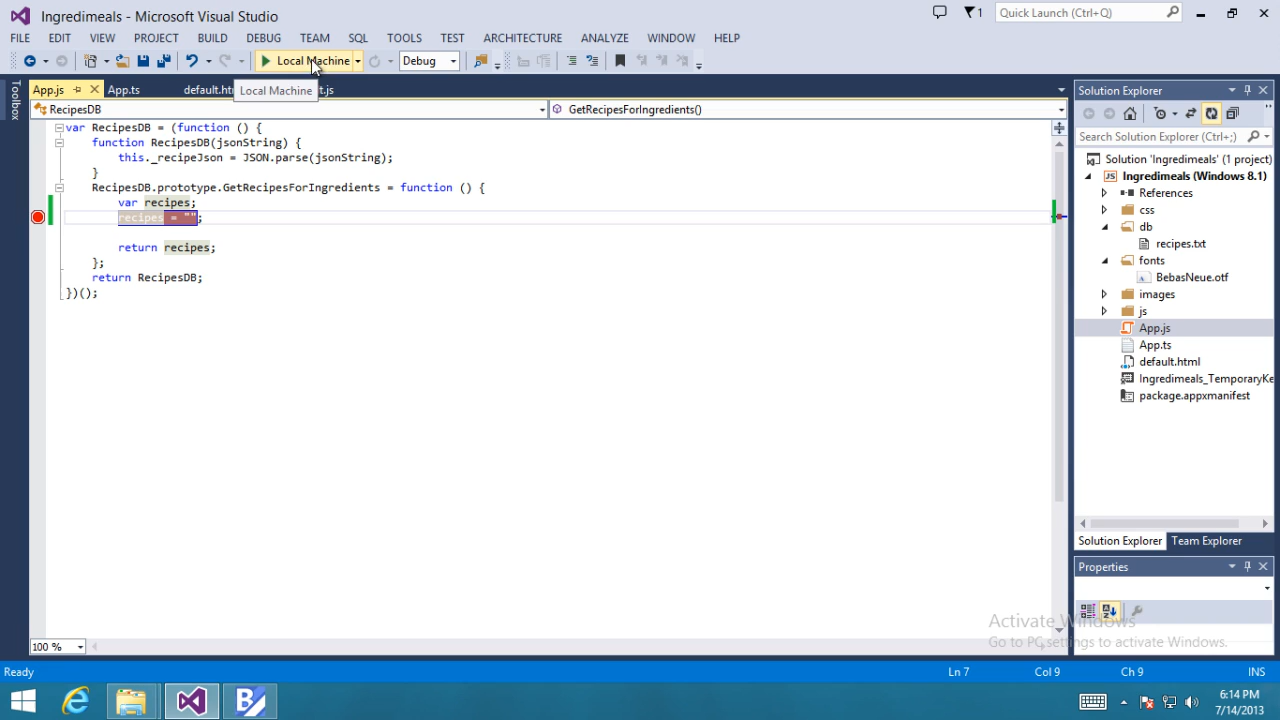 Ingredimeals - Microsoft Visual Studio
1
Quick Launch (Ctrl+Q)
FILE EDIT VIEW PROJECT BUILD DEBUG TEAM SQL TOOLS TEST ARCHITECTURE ANALYZE WINDOW HELP
Local Machine Debug
App.js App.ts
Local Machine
Toolbox
RecipesDB
GetRecipesForIngredients()
var RecipesDB = (function () {
function RecipesDB(jsonString) {
this._recipeJson = JSON.parse(jsonString);
}
RecipesDB.prototype.GetRecipesForIngredients = function () {
var recipes;
recipes = "";
return recipes;
};
return RecipesDB;
})();
100 %
Solution Explorer
Search Solution Explorer (Ctrl+;)
Solution 'Ingredimeals' (1 project)
JS Ingredimeals (Windows 8.1)
References
css
db
recipes.txt
fonts
BebasNeue.otf
images
js
App.js
App.ts
default.html
Ingredimeals_TemporaryKe
package.appxmanifest
Solution Explorer Team Explorer
Properties
Activate Windows
Go to PC settings to activate Windows.
Ready
Ln 7 Col 9 Ch 9 INS
6:14 PM
7/14/2013